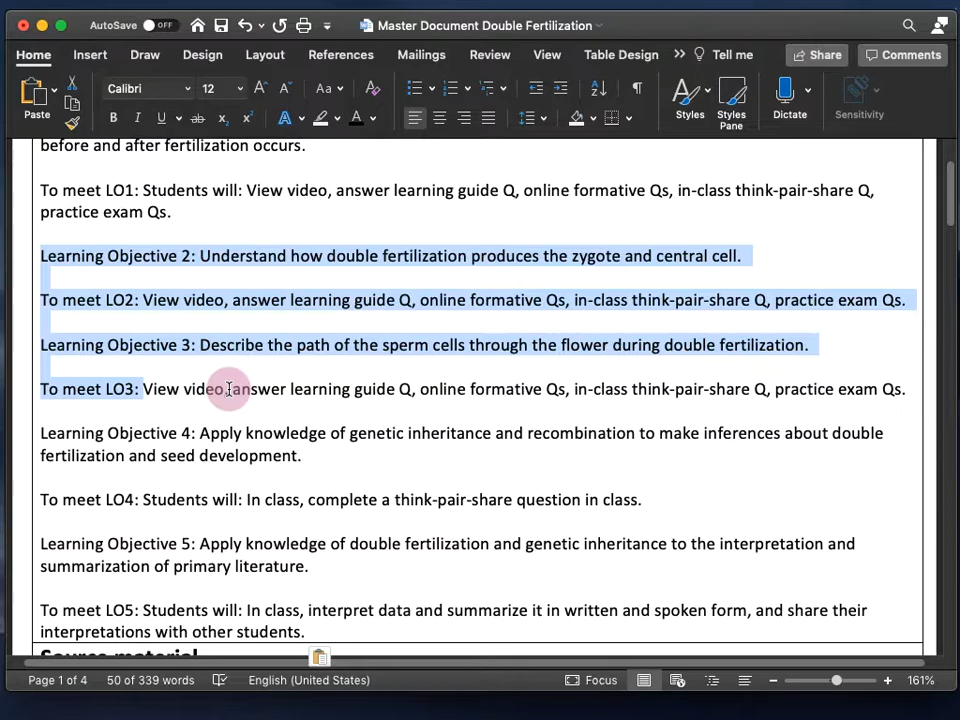 AutoSave OFF Master Document Double Fertilization
Home Insert Draw Design Layout References Mailings Review View Table Design Tell me Share Comments
Calibri 12 Aa A
Paste B I U ab x₂ x² A A Styles Styles Pane Dictate Sensitivity
before and after fertilization occurs.
To meet LO1: Students will: View video, answer learning guide Q, online formative Qs, in-class think-pair-share Q,
practice exam Qs.
Learning Objective 2: Understand how double fertilization produces the zygote and central cell.
To meet LO2: View video, answer learning guide Q, online formative Qs, in-class think-pair-share Q, practice exam Qs.
Learning Objective 3: Describe the path of the sperm cells through the flower during double fertilization.
To meet LO3: View video, answer learning guide Q, online formative Qs, in-class think-pair-share Q, practice exam Qs.
Learning Objective 4: Apply knowledge of genetic inheritance and recombination to make inferences about double
fertilization and seed development.
To meet LO4: Students will: In class, complete a think-pair-share question in class.
Learning Objective 5: Apply knowledge of double fertilization and genetic inheritance to the interpretation and
summarization of primary literature.
To meet LO5: Students will: In class, interpret data and summarize it in written and spoken form, and share their
interpretations with other students.
Source material
Page 1 of 4 50 of 339 words English (United States) Focus 161%